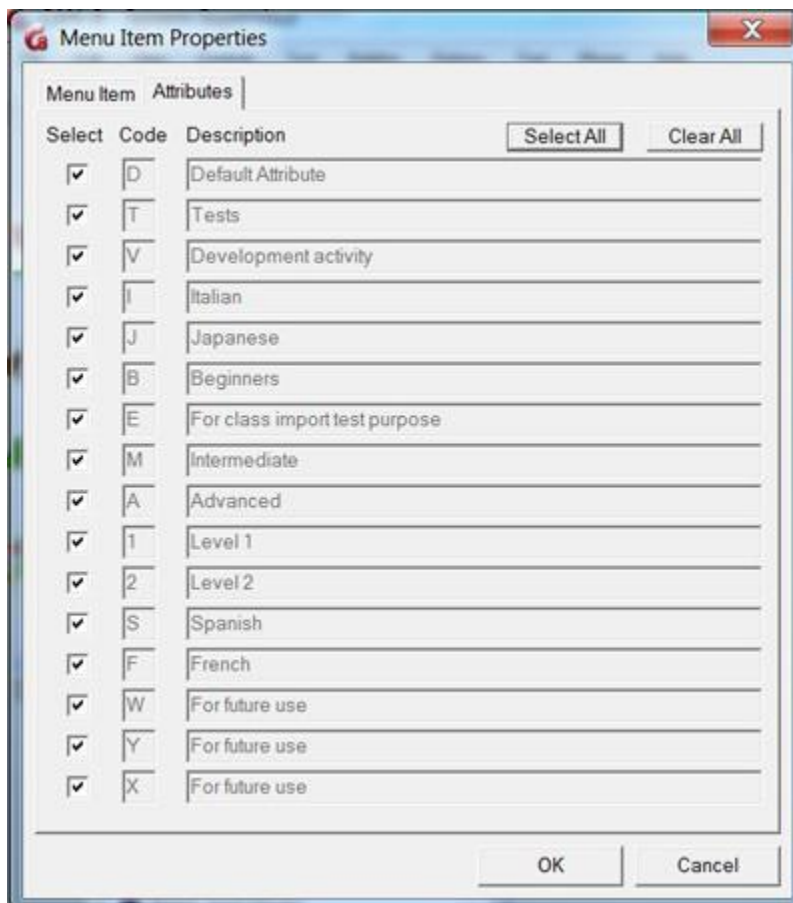 Menu Item Properties
Menu Item Attributes
Select Code Description Select All Clear All
D Default Attribute
T Tests
V Development activity
I Italian
J Japanese
B Beginners
E For class import test purpose
M Intermediate
A Advanced
1 Level 1
2 Level 2
S Spanish
F French
W For future use
Y For future use
X For future use
OK Cancel